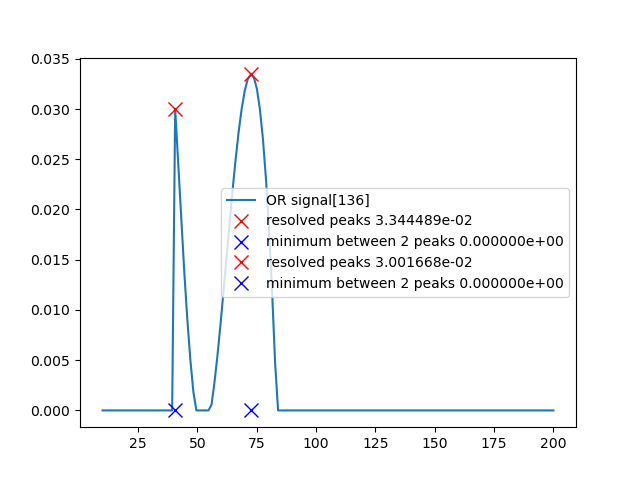 0.035
0.030
0.025
0.020
0.015
0.010
0.005
0.000
OR signal[136]
resolved peaks 3.344489e-02
minimum between 2 peaks 0.000000e+00
resolved peaks 3.001668e-02
minimum between 2 peaks 0.000000e+00
25 50 75 100 125 150 175 200